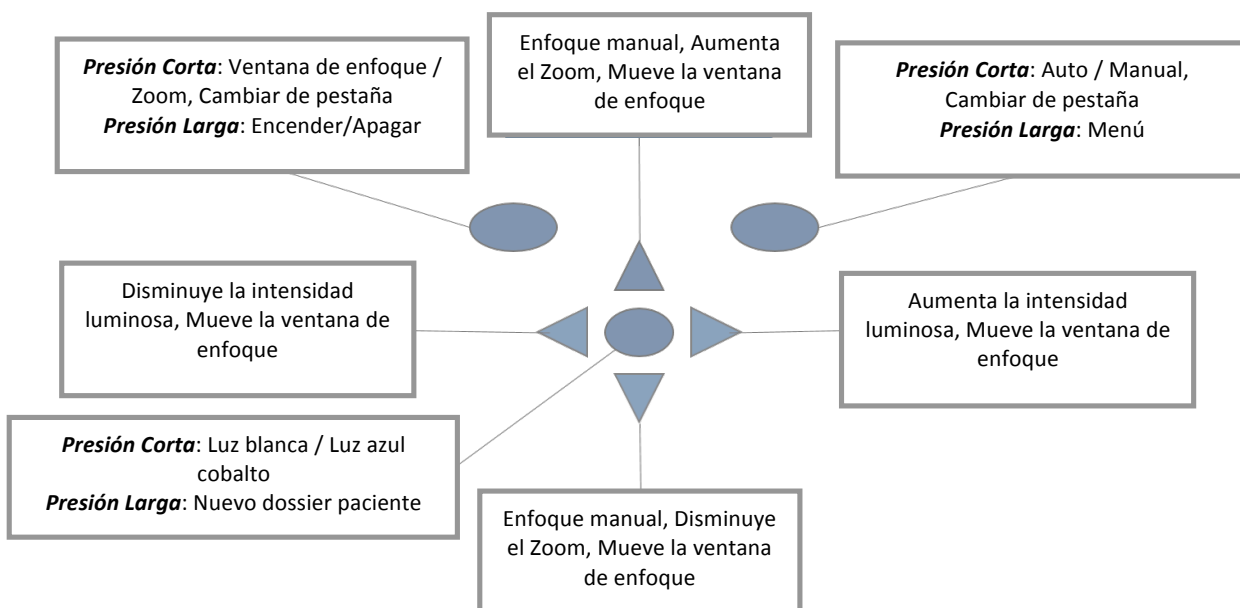 Presión Corta: Ventana de enfoque /
Zoom, Cambiar de pestaña
Presión Larga: Encender/Apagar
Enfoque manual, Aumenta
el Zoom, Mueve la ventana
de enfoque
Presión Corta: Auto / Manual,
Cambiar de pestaña
Presión Larga: Menú
Disminuye la intensidad
luminosa, Mueve la ventana de
enfoque
Aumenta la intensidad
luminosa, Mueve la ventana de
enfoque
Presión Corta: Luz blanca / Luz azul
cobalto
Presión Larga: Nuevo dossier paciente
Enfoque manual, Disminuye
el Zoom, Mueve la ventana
de enfoque